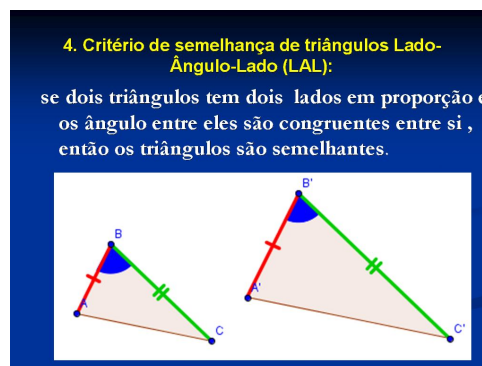 4. Critério de semelhança de triângulos Lado-
Ângulo-Lado (LAL):
se dois triângulos tem dois lados em proporção e
os ângulo entre eles são congruentes entre si ,
então os triângulos são semelhantes.
B'
B
A'
A
C'
C